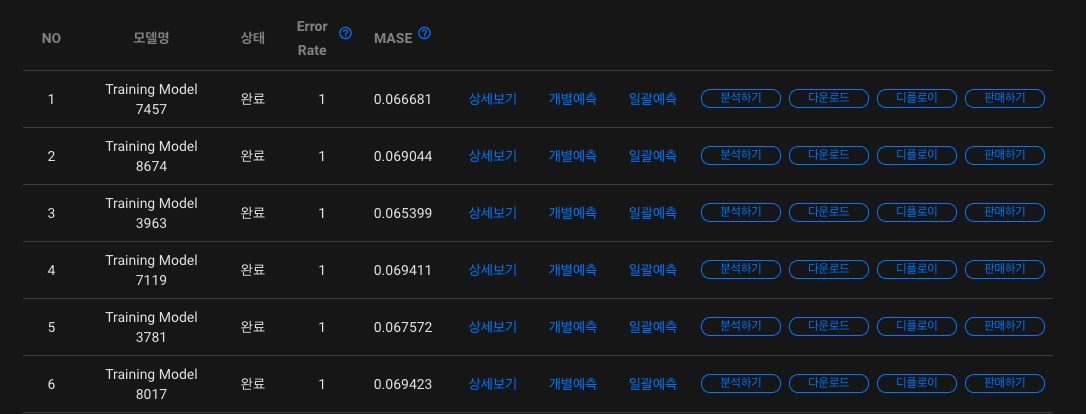 NO 모델명 상태 Error Rate ? MASE ?
1 Training Model 7457 완료 1 0.066681 상세보기 개별예측 일괄예측 분석하기 다운로드 디플로이 판매하기
2 Training Model 8674 완료 1 0.069044 상세보기 개별예측 일괄예측 분석하기 다운로드 디플로이 판매하기
3 Training Model 3963 완료 1 0.065399 상세보기 개별예측 일괄예측 분석하기 다운로드 디플로이 판매하기
4 Training Model 7119 완료 1 0.069411 상세보기 개별예측 일괄예측 분석하기 다운로드 디플로이 판매하기
5 Training Model 3781 완료 1 0.067572 상세보기 개별예측 일괄예측 분석하기 다운로드 디플로이 판매하기
6 Training Model 8017 완료 1 0.069423 상세보기 개별예측 일괄예측 분석하기 다운로드 디플로이 판매하기